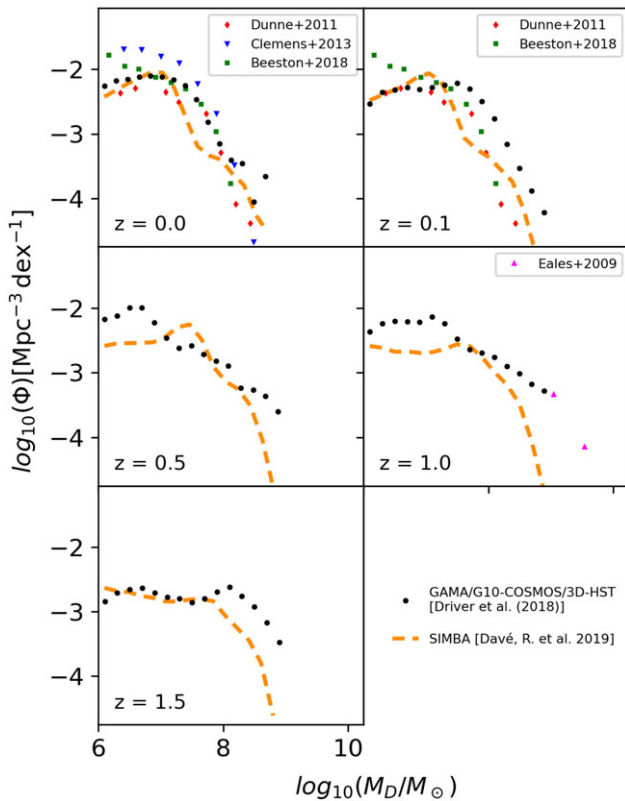 Dunne+2011
Clemens+2013
Beeston+2018
Dunne+2011
Beeston+2018
−2
−3
−4
z = 0.0
z = 0.1
Eales+2009
−2
−3
−4
z = 0.5
z = 1.0
log₁₀(Φ)[Mpc⁻³ dex⁻¹]
−2
−3
−4
z = 1.5
GAMA/G10-COSMOS/3D-HST
[Driver et al. (2018)]
SIMBA [Davé, R. et al. 2019]
6 8 10
log₁₀(M_D/M_⊙)